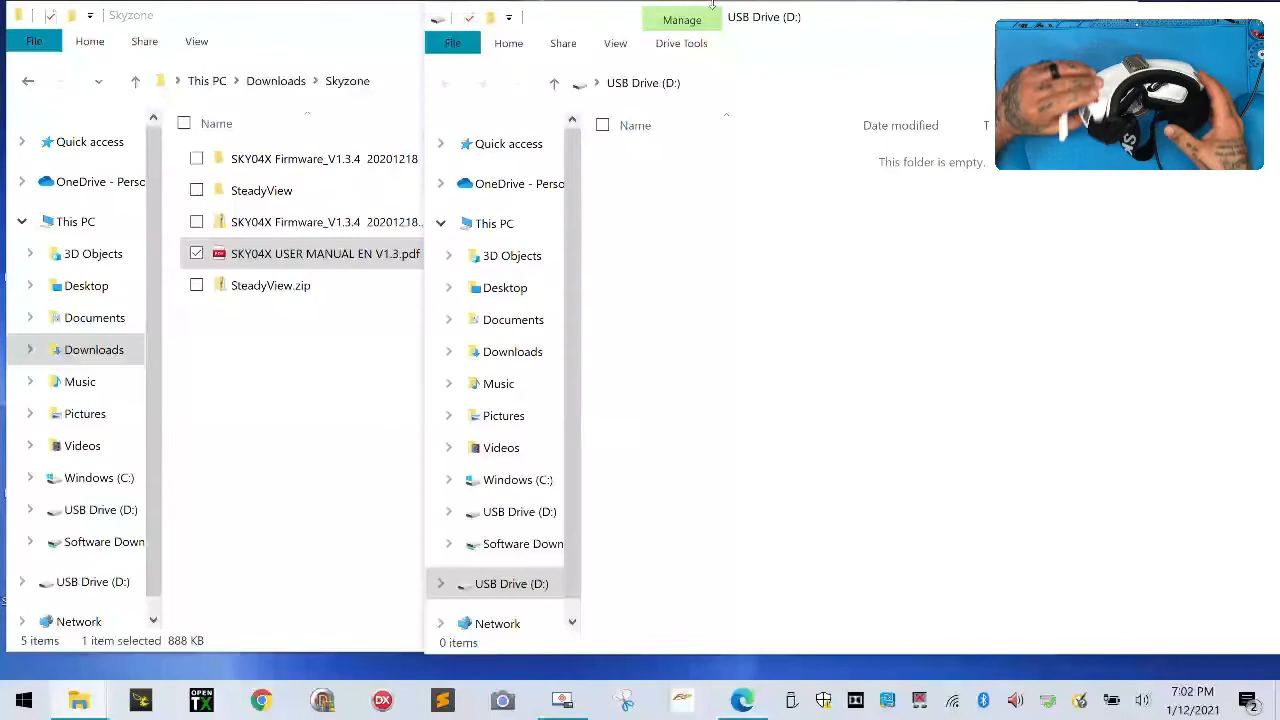 Skyzone
File Home Share View
This PC Downloads Skyzone
Name
Quick access
OneDrive - Perso
This PC
3D Objects
Desktop
Documents
Downloads
Music
Pictures
Videos
Windows (C:)
USB Drive (D:)
Software Down
USB Drive (D:)
Network
SKY04X Firmware_V1.3.4 20201218
SteadyView
SKY04X Firmware_V1.3.4 20201218...
SKY04X USER MANUAL EN V1.3.pdf
SteadyView.zip
5 items 1 item selected 888 KB
Manage USB Drive (D:)
File Home Share View Drive Tools
USB Drive (D:)
Name Date modified T
This folder is empty.
Quick access
OneDrive - Perso
This PC
3D Objects
Desktop
Documents
Downloads
Music
Pictures
Videos
Windows (C:)
USB Drive (D:)
Software Down
USB Drive (D:)
Network
0 items
OPEN
TX
DX
7:02 PM
1/12/2021
2